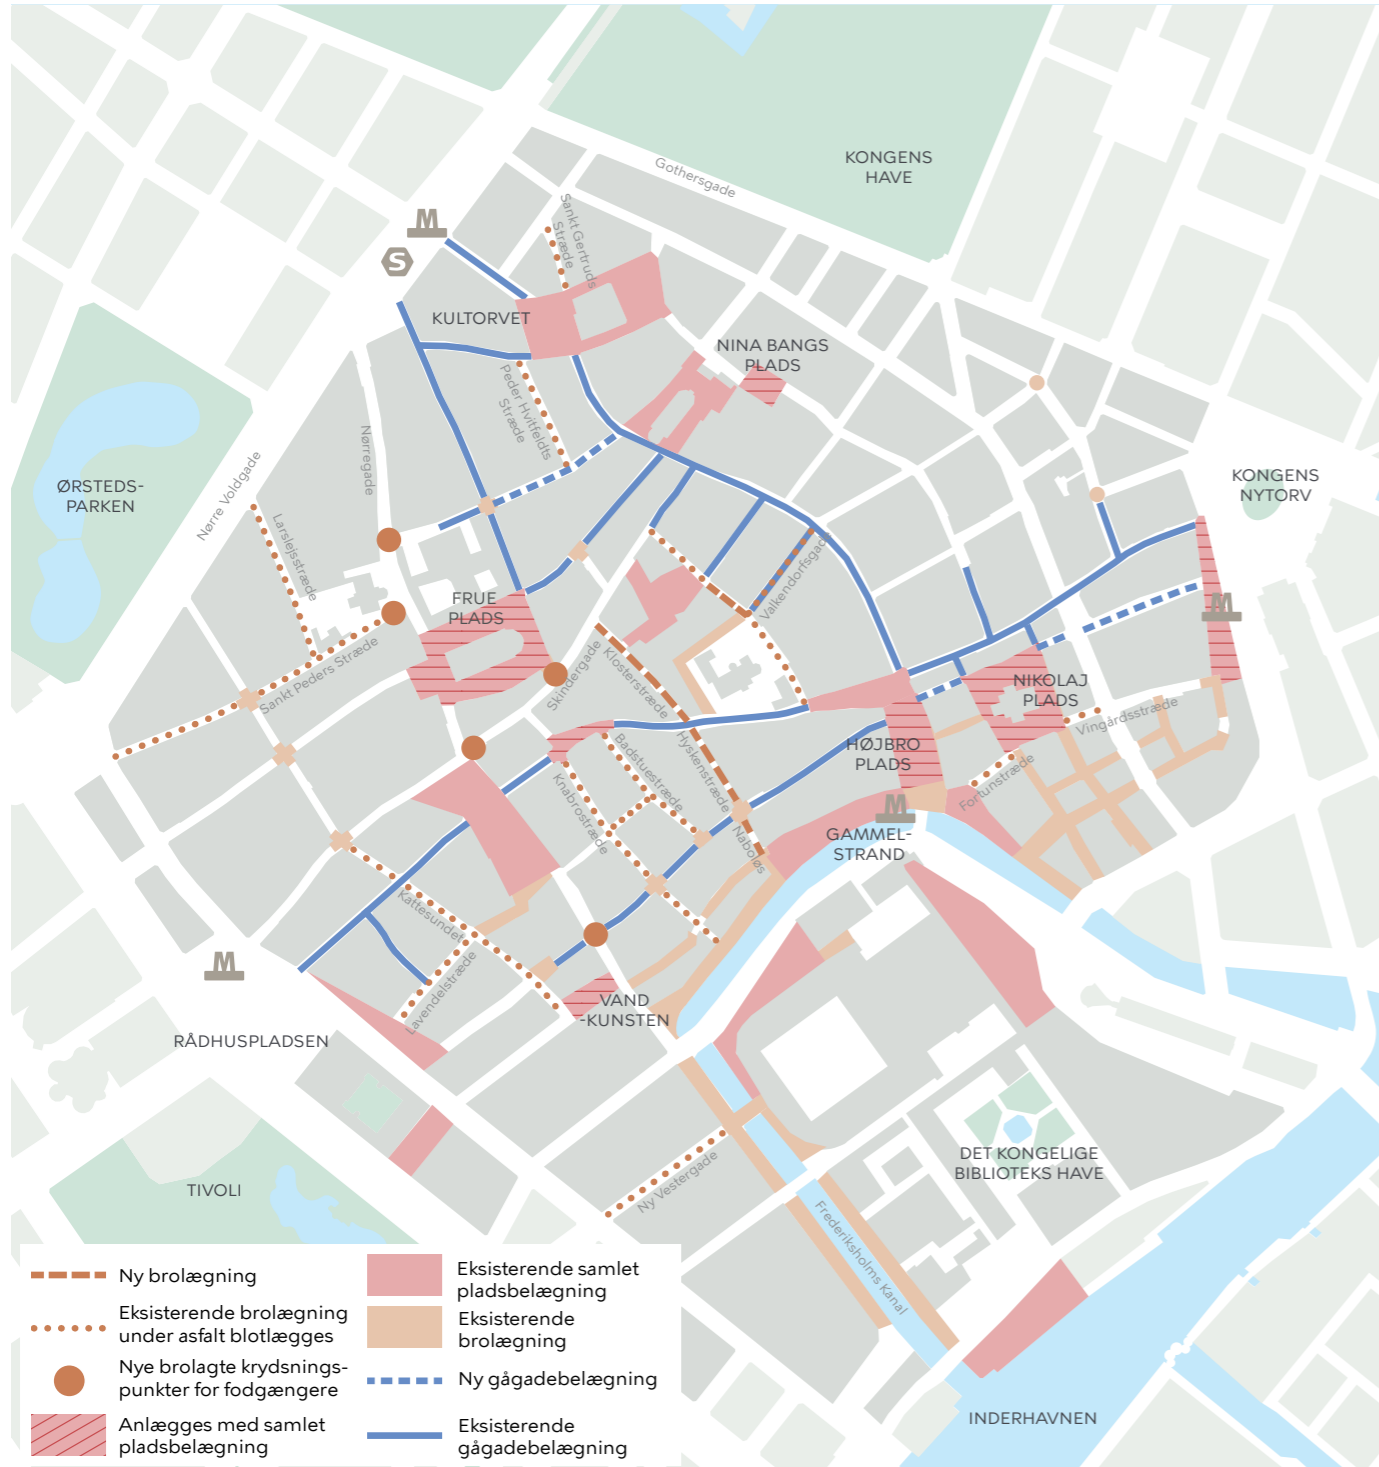 KONGENS
HAVE
Gothersgade
Sankt Gertruds
Stræde
M
S
KULTORVET
NINA BANGS
PLADS
Peder Hvitfeldts
Stræde
Nørregade
ØRSTEDS-
PARKEN
Nørre Voldgade
KONGENS
NYTORV
Larslejsstræde
Valkendorfsgade
FRUE
PLADS
M
Sankt Peders Stræde
Skindergade
Klosterstræde
NIKOLAJ
PLADS
Vingårdsstræde
Hyskenstræde
HØJBRO
PLADS
Badstuestræde
Knabrostræde
Fortunstræde
M
Naboløs
GAMMEL-
STRAND
Kattesundet
M
Lavendelstræde
VAND
-KUNSTEN
RÅDHUSPLADSEN
DET KONGELIGE
BIBLIOTEKS HAVE
TIVOLI
Ny Vestergade
Frederiksholms Kanal
INDERHAVNEN
Ny brolægning
Eksisterende brolægning
under asfalt blotlægges
Nye brolagte krydsnings-
punkter for fodgængere
Anlægges med samlet
pladsbelægning
Eksisterende samlet
pladsbelægning
Eksisterende
brolægning
Ny gågadebelægning
Eksisterende
gågadebelægning